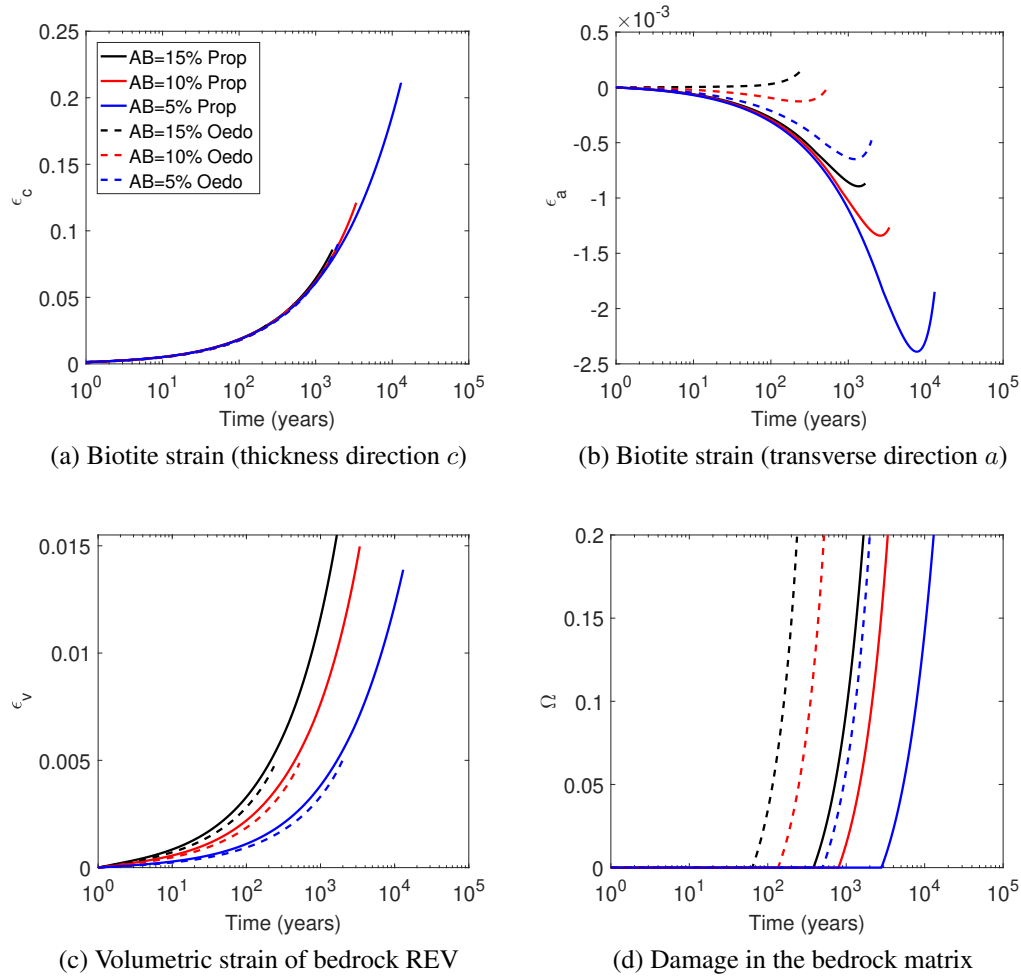 0.25
0.2
0.15
0.1
0.05
0
ϵc
AB=15% Prop
AB=10% Prop
AB=5% Prop
AB=15% Oedo
AB=10% Oedo
AB=5% Oedo
10^0 10^1 10^2 10^3 10^4 10^5
Time (years)
(a) Biotite strain (thickness direction c)
×10^-3
0.5
0
-0.5
-1
-1.5
-2
-2.5
ϵa
10^0 10^1 10^2 10^3 10^4 10^5
Time (years)
(b) Biotite strain (transverse direction a)
0.015
0.01
0.005
0
ϵv
10^0 10^1 10^2 10^3 10^4 10^5
Time (years)
(c) Volumetric strain of bedrock REV
0.2
0.15
0.1
0.05
0
Ω
10^0 10^1 10^2 10^3 10^4 10^5
Time (years)
(d) Damage in the bedrock matrix